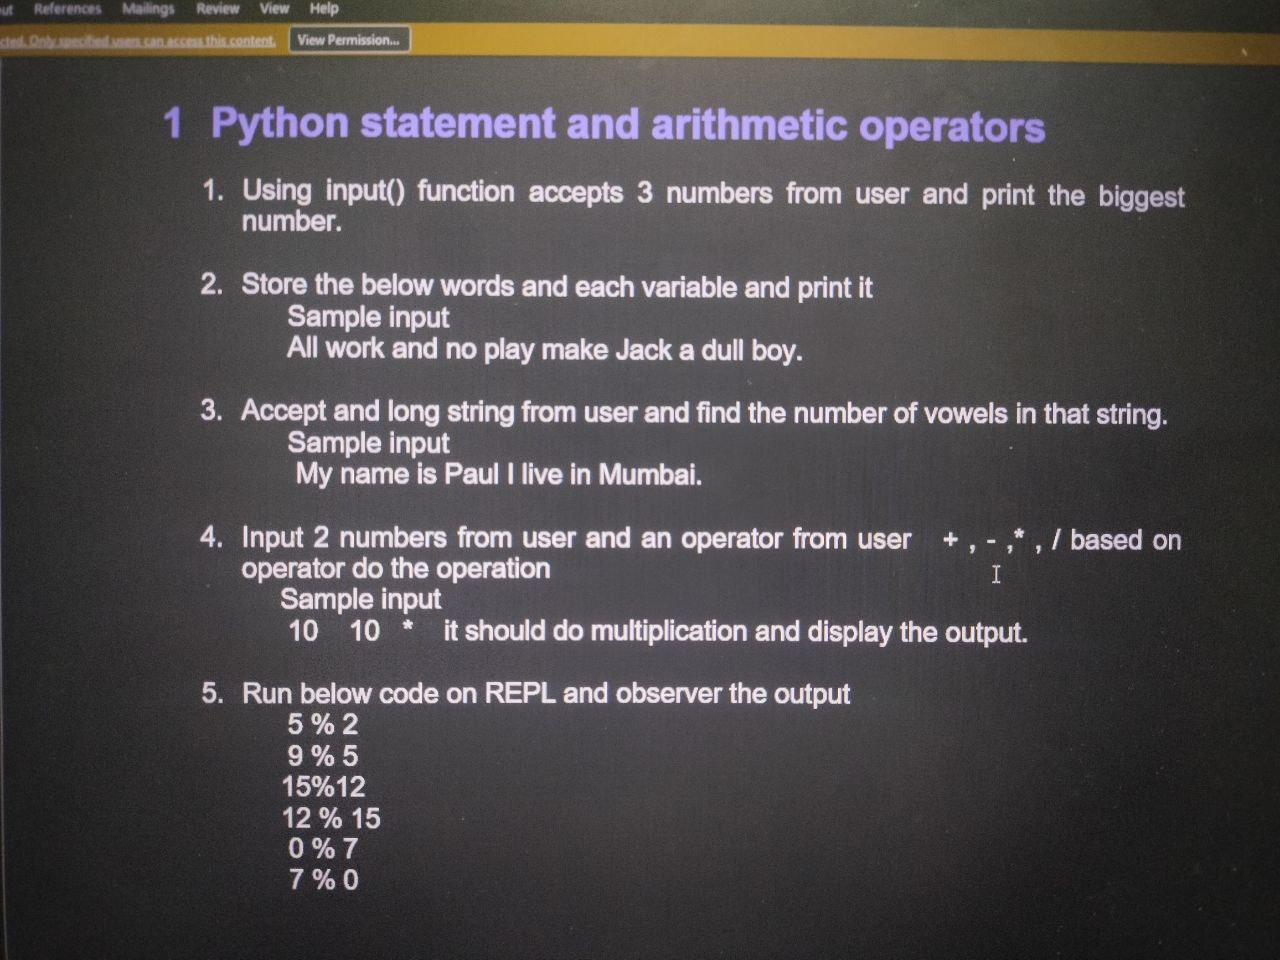 References Mailings Review View Help
Only specified users can access this content. View Permission...
1 Python statement and arithmetic operators
1. Using input() function accepts 3 numbers from user and print the biggest
number.
2. Store the below words and each variable and print it
Sample input
All work and no play make Jack a dull boy.
3. Accept and long string from user and find the number of vowels in that string.
Sample input
My name is Paul I live in Mumbai.
4. Input 2 numbers from user and an operator from user + , - ,* , / based on
operator do the operation
Sample input
10 10 * it should do multiplication and display the output.
5. Run below code on REPL and observer the output
5 % 2
9 % 5
15%12
12 % 15
0 % 7
7 % 0